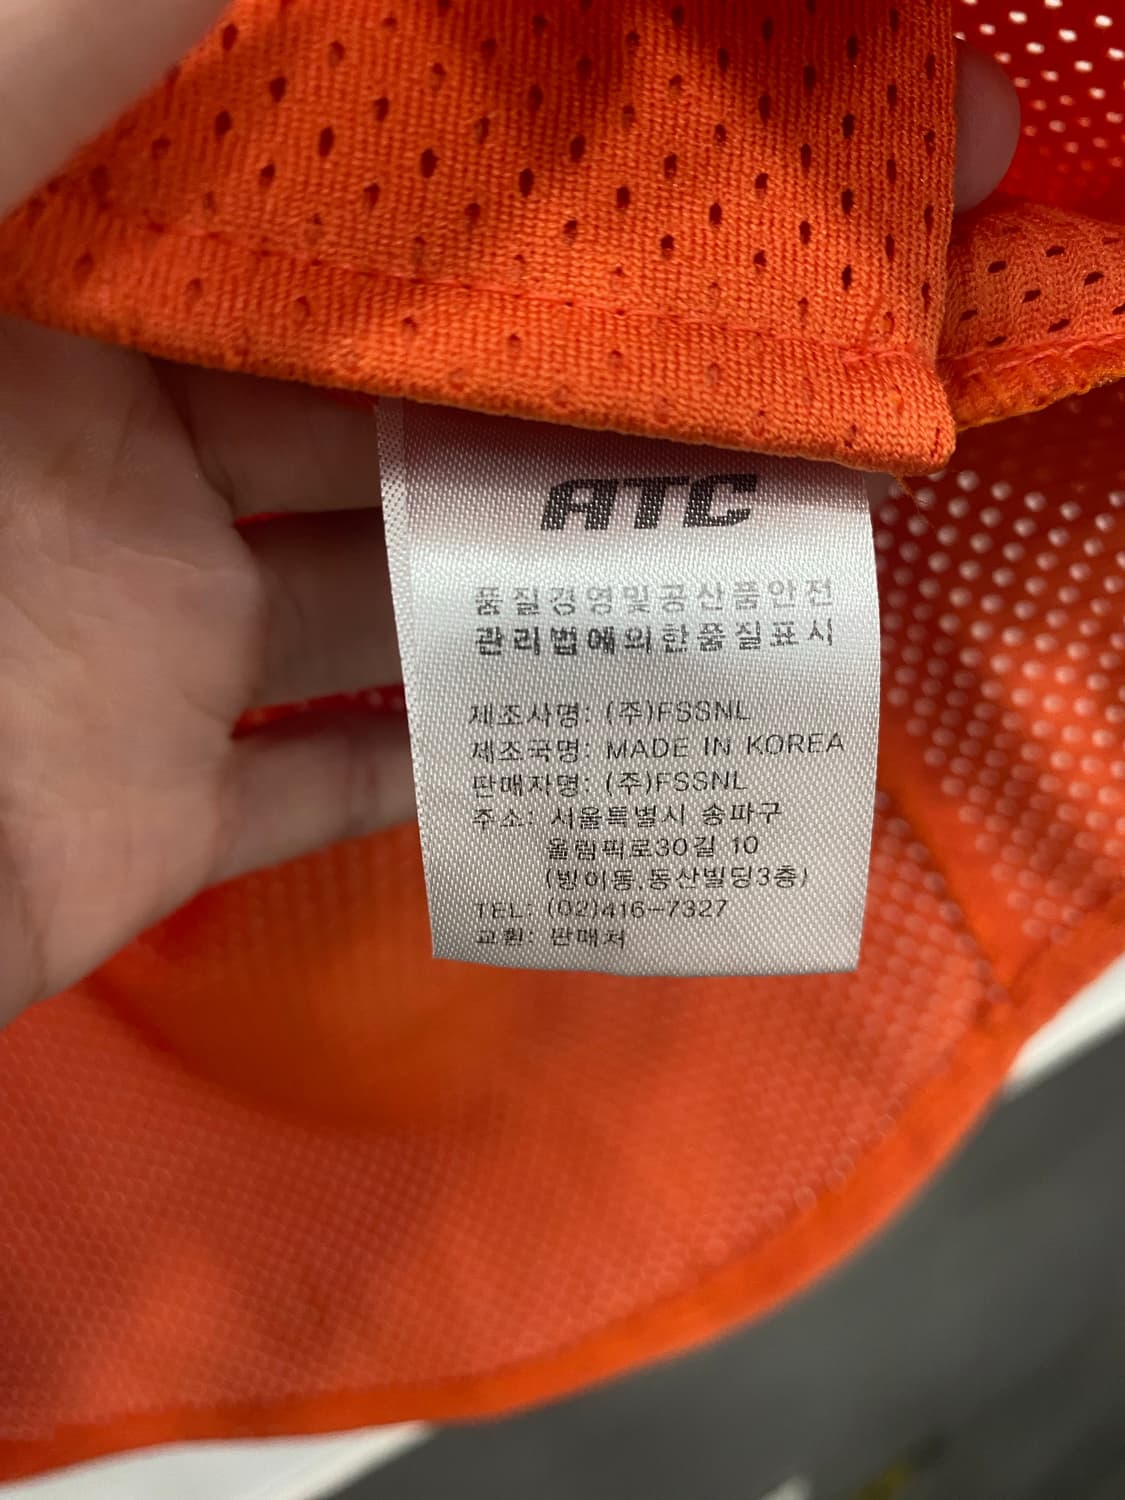 ATC
품질경영및공산품안전
관리법에의한품질표시
제조사명: (주)FSSNL
제조국명: MADE IN KOREA
판매자명: (주)FSSNL
주소: 서울특별시 송파구
올림픽로30길 10
(방이동,동산빌딩3층)
TEL: (02)416-7327
교환: 판매처